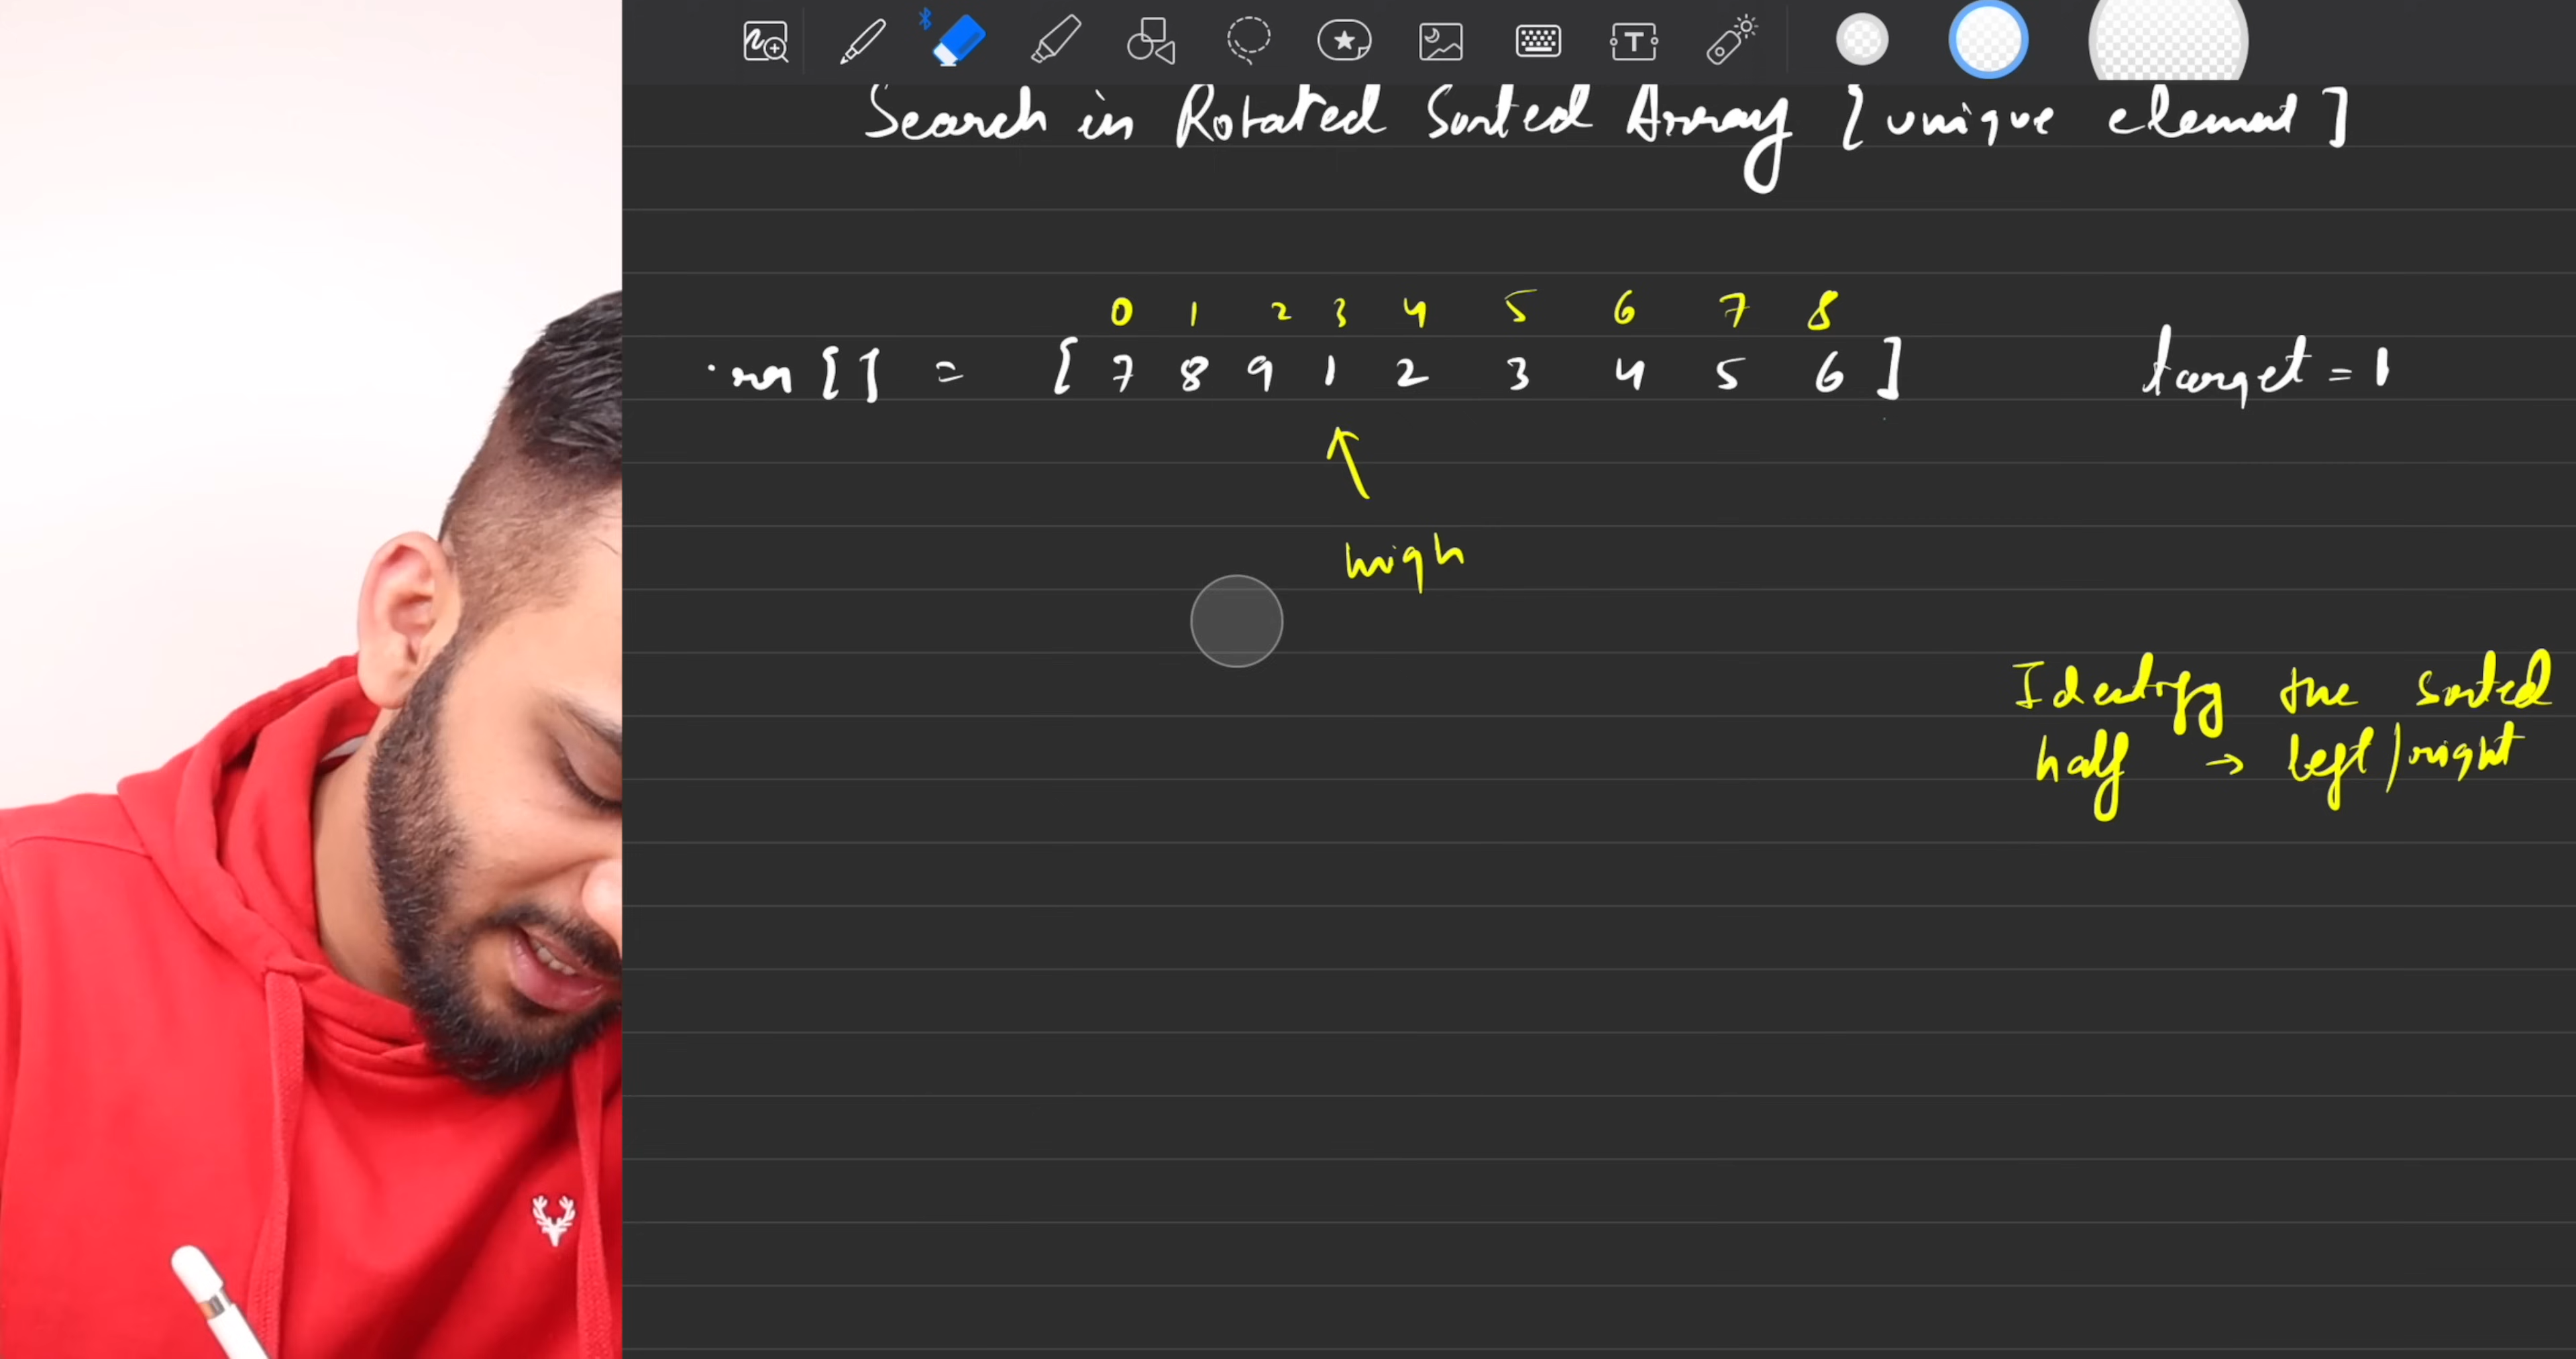 Search in Rotated Sorted Array [unique element]
0 1 2 3 4 5 6 7 8
arr[] = [ 7 8 9 1 2 3 4 5 6 ] target = 1
high
Identify the sorted
half → left/right